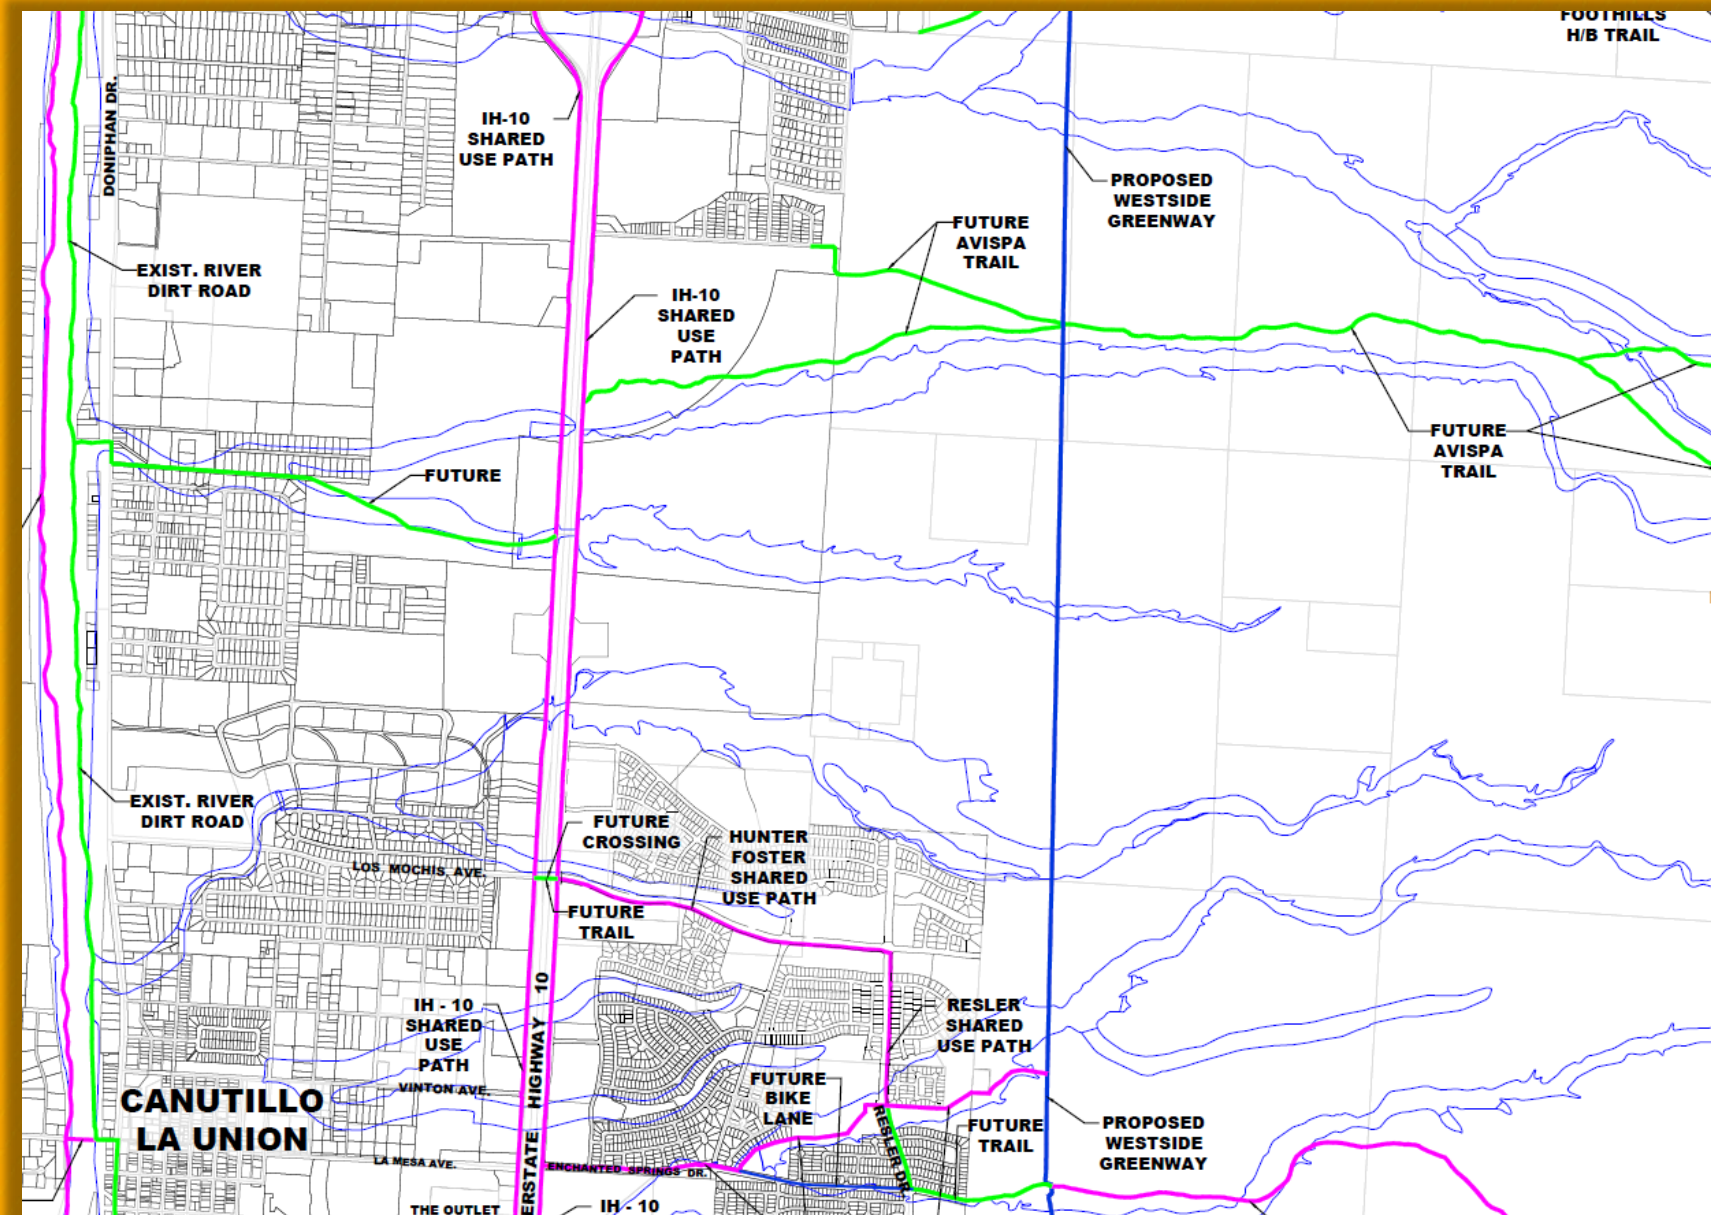 FOOTHILLS
H/B TRAIL
DONIPHAN DR.
IH-10
SHARED
USE PATH
PROPOSED
WESTSIDE
GREENWAY
FUTURE
AVISPA
TRAIL
EXIST. RIVER
DIRT ROAD
IH-10
SHARED
USE
PATH
FUTURE
AVISPA
TRAIL
FUTURE
EXIST. RIVER
DIRT ROAD
FUTURE
CROSSING
HUNTER
FOSTER
SHARED
USE PATH
LOS MOCHIS AVE.
FUTURE
TRAIL
IH - 10
SHARED
USE
PATH
ERSTATE HIGHWAY 10
RESLER
SHARED
USE PATH
VINTON AVE.
FUTURE
BIKE
LANE
CANUTILLO
LA UNION
RESLER DR.
FUTURE
TRAIL
PROPOSED
WESTSIDE
GREENWAY
LA MESA AVE.
ENCHANTED SPRINGS DR.
THE OUTLET
IH - 10